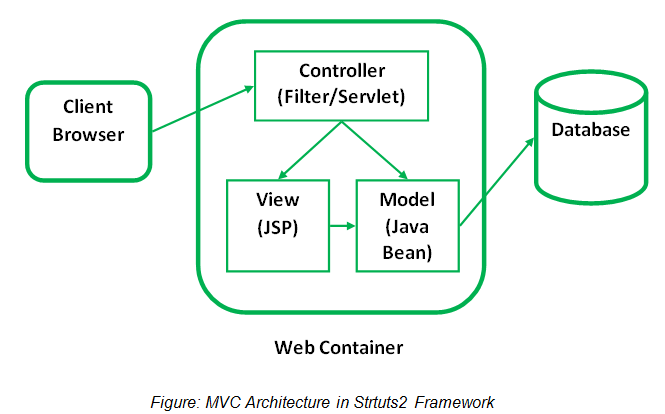 Client
Browser
Controller
(Filter/Servlet)
View
(JSP)
Model
(Java
Bean)
Database
Web Container
Figure: MVC Architecture in Strtuts2 Framework